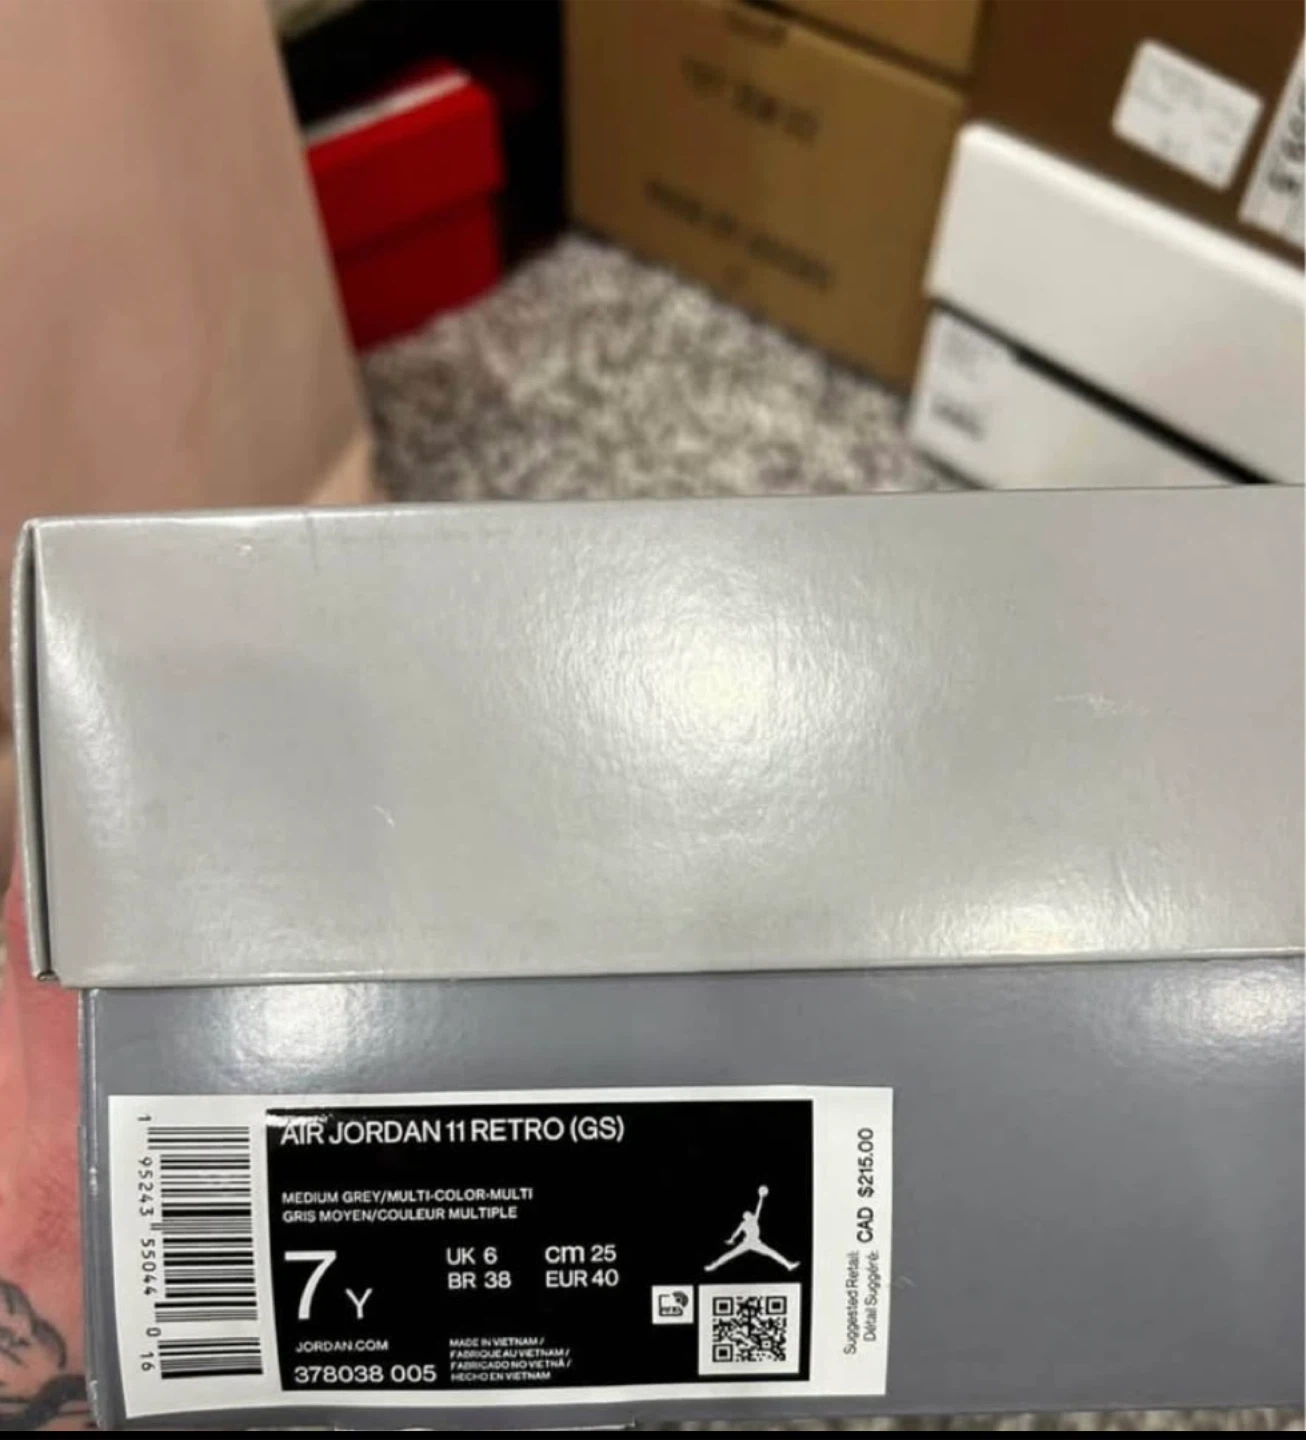 AIR JORDAN 11 RETRO (GS)
MEDIUM GREY/MULTI-COLOR-MULTI
GRIS MOYEN/COULEUR MULTIPLE
7 Y
UK 6 cm 25
BR 38 EUR 40
JORDAN.COM
378038 005
MADE IN VIETNAM /
FABRIQUE AU VIETNAM /
FABRICADO NO VIETNÃ /
HECHO EN VIETNAM
1 95243 55044 0 16
Suggested Retail: CAD $215.00
Détail Suggéré: